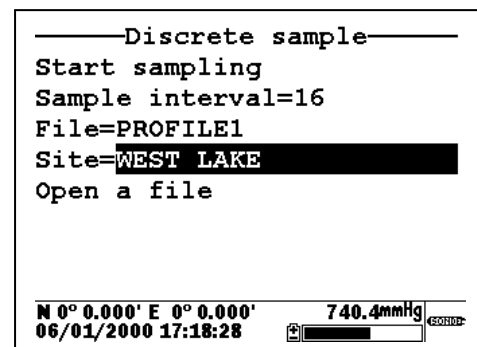 Discrete sample
Start sampling
Sample interval=16
File=PROFILE1
Site=WEST LAKE
Open a file
N 0° 0.000' E 0° 0.000' 740.4mmHg
06/01/2000 17:18:28 SONDE